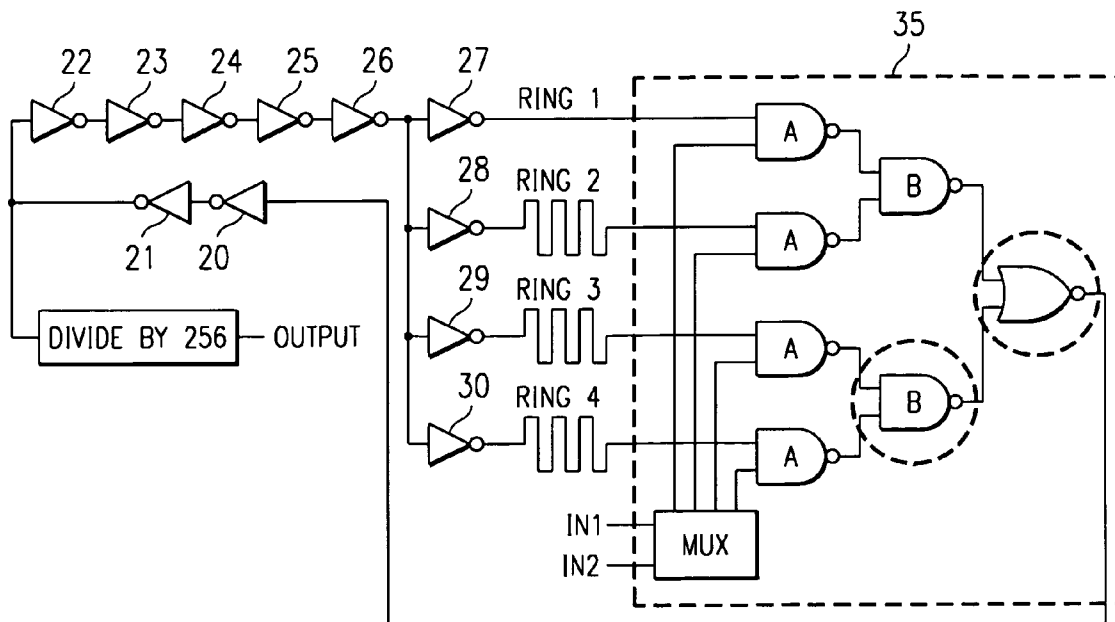 35
22
23
24
25
26
27
RING 1
A
B
28
RING 2
A
21
20
29
RING 3
A
DIVIDE BY 256
OUTPUT
B
30
RING 4
A
IN1
IN2
MUX